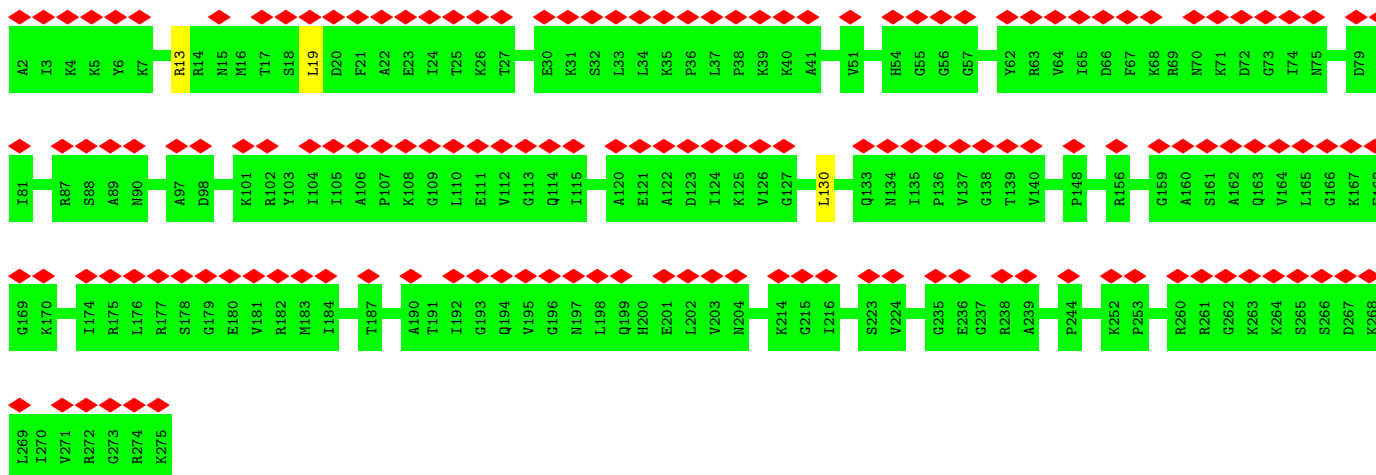 A2 I3 K4 K5 Y6 K7 R13 R14 N15 M16 T17 S18 L19 D20 F21 A22 E23 I24 T25 K26 T27 E30 K31 S32 L33 L34 K35 P36 L37 P38 K39 K40 A41 V51 H54 G55 G56 G57 Y62 R63 V64 I65 D66 F67 K68 R69 N70 K71 D72 G73 I74 N75 D79
I81 R87 S88 A89 N90 A97 D98 K101 R102 Y103 I104 I105 A106 P107 K108 G109 L110 E111 V112 G113 Q114 I115 A120 E121 A122 D123 I124 K125 V126 G127 L130 Q133 N134 I135 P136 V137 G138 T139 V140 P148 R156 G159 A160 S161 A162 Q163 V164 L165 G166 K167
G169 K170 I174 R175 L176 R177 S178 G179 E180 V181 R182 M183 I184 T187 A190 T191 I192 G193 Q194 V195 G196 N197 L198 Q199 H200 E201 L202 V203 N204 K214 G215 I216 S223 V224 G235 E236 G237 R238 A239 P244 K252 P253 R260 R261 G262 K263 K264 S265 S266 D267 K268
L269 I270 V271 R272 G273 R274 K275